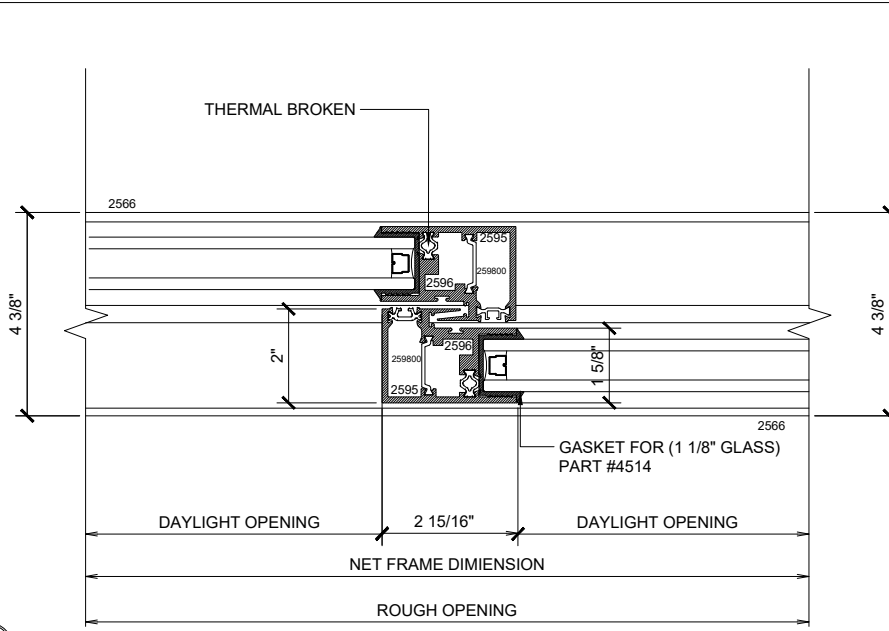 THERMAL BROKEN
2566
2595
259800
2596
4 3/8"
4 3/8"
2"
2596
259800
2595
1 5/8"
2566
GASKET FOR (1 1/8" GLASS)
PART #4514
DAYLIGHT OPENING
2 15/16"
DAYLIGHT OPENING
NET FRAME DIMIENSION
ROUGH OPENING